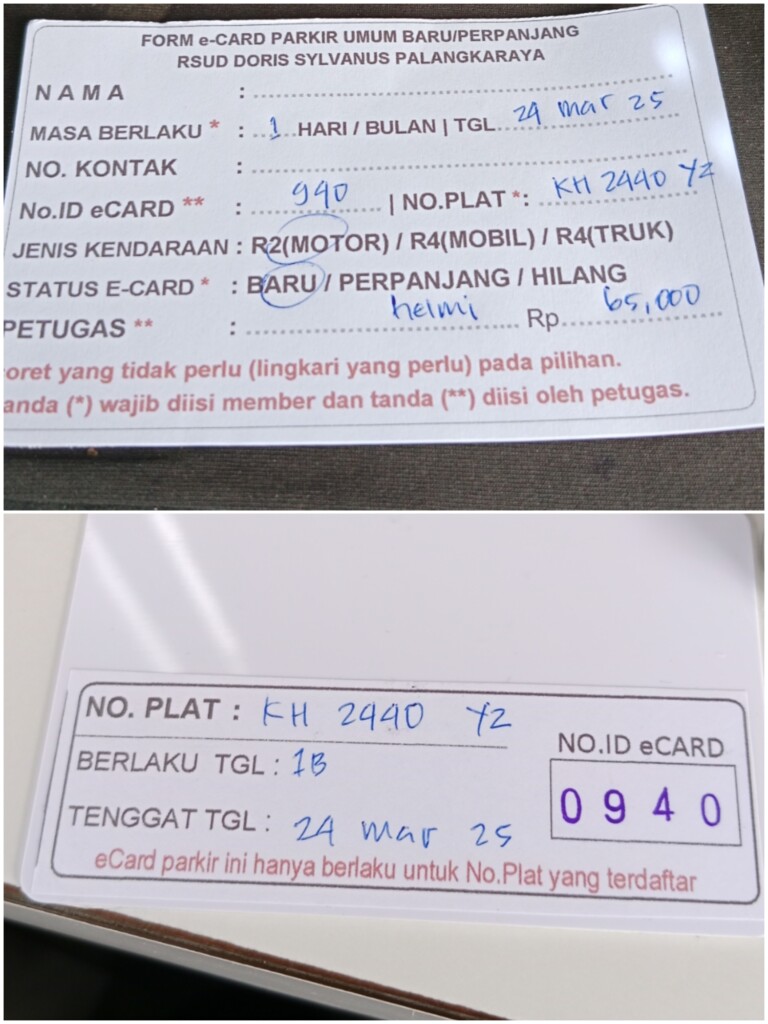 FORM e-CARD PARKIR UMUM BARU/PERPANJANG
RSUD DORIS SYLVANUS PALANGKARAYA
N A M A :
MASA BERLAKU * : 1 HARI / BULAN | TGL. 24 mar 25
NO. KONTAK :
No.ID eCARD ** : 940 | NO.PLAT *: KH 2440 YZ
JENIS KENDARAAN : R2(MOTOR) / R4(MOBIL) / R4(TRUK)
STATUS E-CARD * : BARU / PERPANJANG / HILANG
PETUGAS ** : helmi Rp. 65,000
oret yang tidak perlu (lingkari yang perlu) pada pilihan.
anda (*) wajib diisi member dan tanda (**) diisi oleh petugas.
NO. PLAT : KH 2440 YZ
BERLAKU TGL : 1B
NO.ID eCARD
0940
TENGGAT TGL : 24 mar 25
eCard parkir ini hanya berlaku untuk No.Plat yang terdaftar